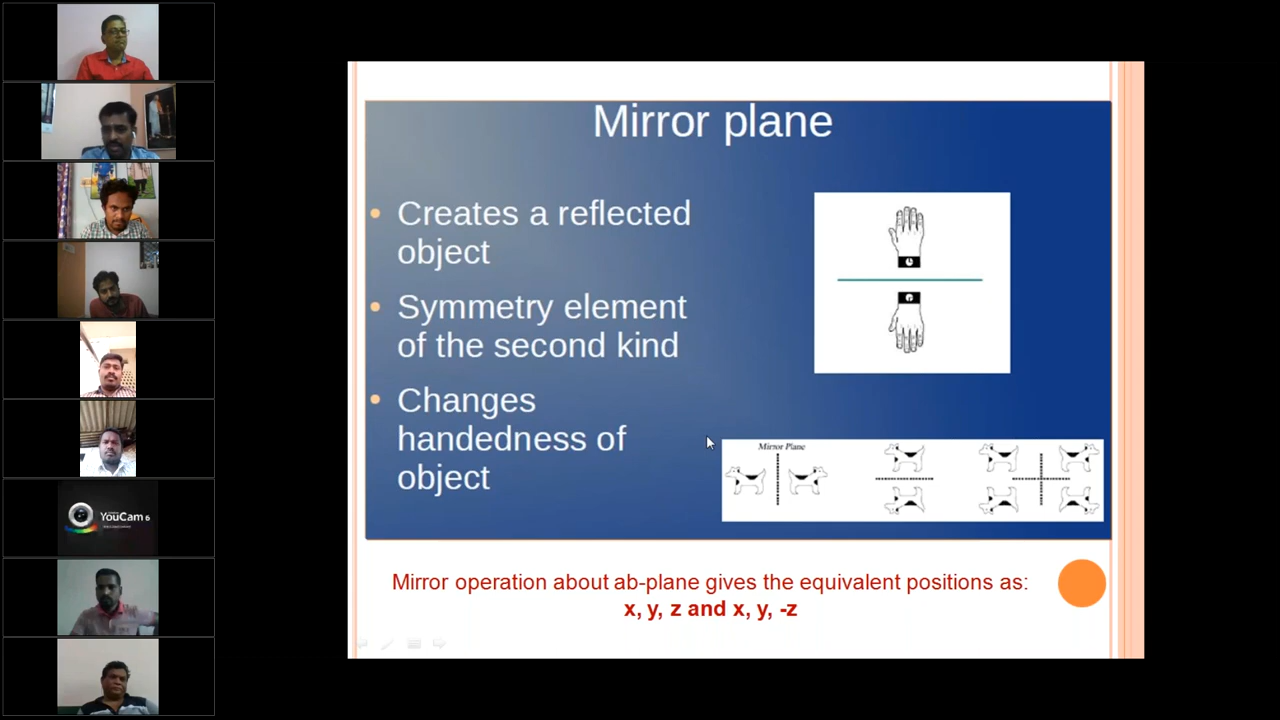 Mirror plane
• Creates a reflected
object
• Symmetry element
of the second kind
• Changes
handedness of
object
Mirror Plane
Mirror operation about ab-plane gives the equivalent positions as:
x, y, z and x, y, -z
YouCam 6